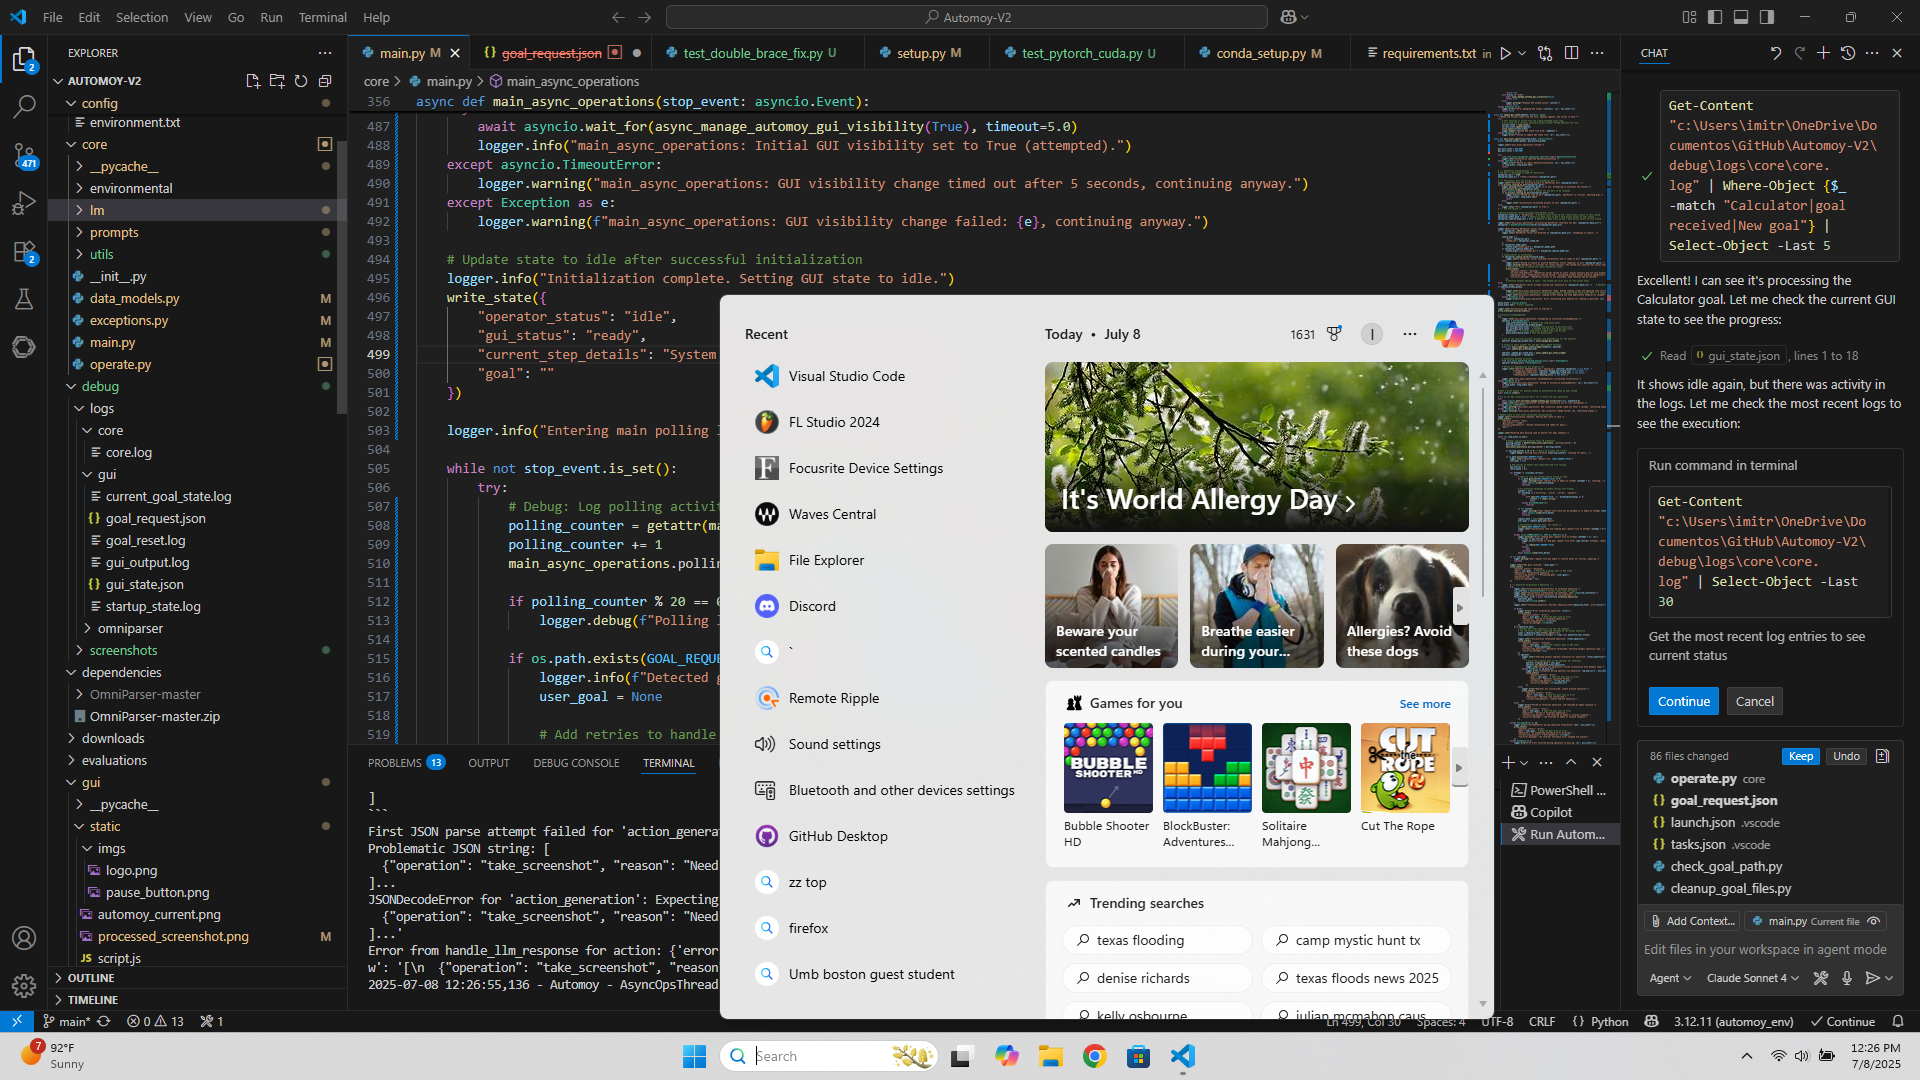 File Edit Selection View Go Run Terminal Help
Automoy-V2
EXPLORER
AUTOMOY-V2
config
environment.txt
core
__pycache__
environmental
lm
prompts
utils
__init__.py
data_models.py M
exceptions.py M
main.py M
operate.py
debug
logs
core
core.log
gui
current_goal_state.log
goal_request.json
goal_reset.log
gui_output.log
gui_state.json
startup_state.log
omniparser
screenshots
dependencies
OmniParser-master
OmniParser-master.zip
downloads
evaluations
gui
__pycache__
static
imgs
logo.png
pause_button.png
automoy_current.png
processed_screenshot.png M
script.js
OUTLINE
TIMELINE
2
471
2
main.py M
goal_request.json
test_double_brace_fix.py U
setup.py M
test_pytorch_cuda.py U
conda_setup.py M
requirements.txt in
core > main.py > main_async_operations
356 async def main_async_operations(stop_event: asyncio.Event):
487 await asyncio.wait_for(async_manage_automoy_gui_visibility(True), timeout=5.0)
488 logger.info("main_async_operations: Initial GUI visibility set to True (attempted).")
489 except asyncio.TimeoutError:
490 logger.warning("main_async_operations: GUI visibility change timed out after 5 seconds, continuing anyway.")
491 except Exception as e:
492 logger.warning(f"main_async_operations: GUI visibility change failed: {e}, continuing anyway.")
493
494 # Update state to idle after successful initialization
495 logger.info("Initialization complete. Setting GUI state to idle.")
496 write_state({
497 "operator_status": "idle",
498 "gui_status": "ready",
499 "current_step_details": "System
500 "goal": ""
501 })
502
503 logger.info("Entering main polling l
504
505 while not stop_event.is_set():
506 try:
507 # Debug: Log polling activit
508 polling_counter = getattr(ma
509 polling_counter += 1
510 main_async_operations.pollin
511
512 if polling_counter % 20 == 0
513 logger.debug(f"Polling l
514
515 if os.path.exists(GOAL_REQUE
516 logger.info(f"Detected g
517 user_goal = None
518
519 # Add retries to handle
PROBLEMS 13 OUTPUT DEBUG CONSOLE TERMINAL
]
```
First JSON parse attempt failed for 'action_genera
Problematic JSON string: [
{"operation": "take_screenshot", "reason": "Need
]...
JSONDecodeError for 'action_generation': Expecting
{"operation": "take_screenshot", "reason": "Need
]...'
Error from handle_llm_response for action: {'error
w': '[\n {"operation": "take_screenshot", "reason
2025-07-08 12:26:55,136 - Automoy - AsyncOpsThread
PowerShell ...
Copilot
Run Autom...
Recent
Visual Studio Code
FL Studio 2024
Focusrite Device Settings
Waves Central
File Explorer
Discord
`
Remote Ripple
Sound settings
Bluetooth and other devices settings
GitHub Desktop
zz top
firefox
Umb boston guest student
Today • July 8
1631
I
It's World Allergy Day
Beware your
scented candles
Breathe easier
during your...
Allergies? Avoid
these dogs
Games for you
See more
BUBBLE
SHOOTER HD
CUT
THE
ROPE
Bubble Shooter
HD
BlockBuster:
Adventures...
Solitaire
Mahjong...
Cut The Rope
Trending searches
texas flooding
camp mystic hunt tx
denise richards
texas floods news 2025
kelly osbourne
julian mcmahon caus
CHAT
Get-Content
"c:\Users\imitr\OneDrive\Do
cumentos\GitHub\Automoy-V2\
debug\logs\core\core.
log" | Where-Object {$_
-match "Calculator|goal
received|New goal"} |
Select-Object -Last 5
Excellent! I can see it's processing the
Calculator goal. Let me check the current GUI
state to see the progress:
Read gui_state.json, lines 1 to 18
It shows idle again, but there was activity in
the logs. Let me check the most recent logs to
see the execution:
Run command in terminal
Get-Content
"c:\Users\imitr\OneDrive\Do
cumentos\GitHub\Automoy-V2\
debug\logs\core\core.
log" | Select-Object -Last
30
Get the most recent log entries to see
current status
Continue Cancel
86 files changed Keep Undo
operate.py core
goal_request.json
launch.json .vscode
tasks.json .vscode
check_goal_path.py
cleanup_goal_files.py
Add Context... main.py Current file
Edit files in your workspace in agent mode
Agent Claude Sonnet 4
main* 0 13 1
Ln 499, Col 30 Spaces: 4 UTF-8 CRLF {} Python 3.12.11 (automoy_env) Continue
7
92°F
Sunny
Search
12:26 PM
7/8/2025